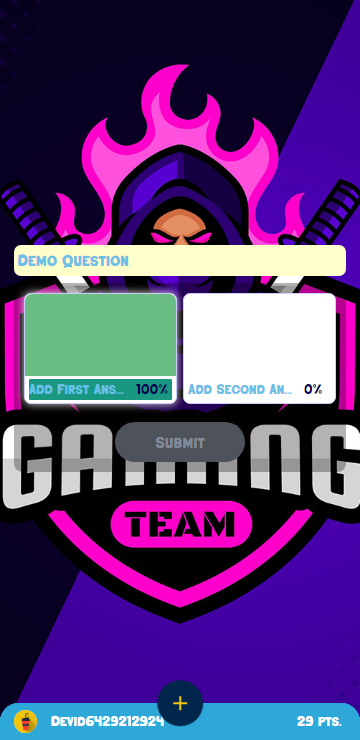 Demo Question
Add First Ans... 100%
Add Second An... 0%
Submit
GAMING
TEAM
Devid6429212924
29 pts.